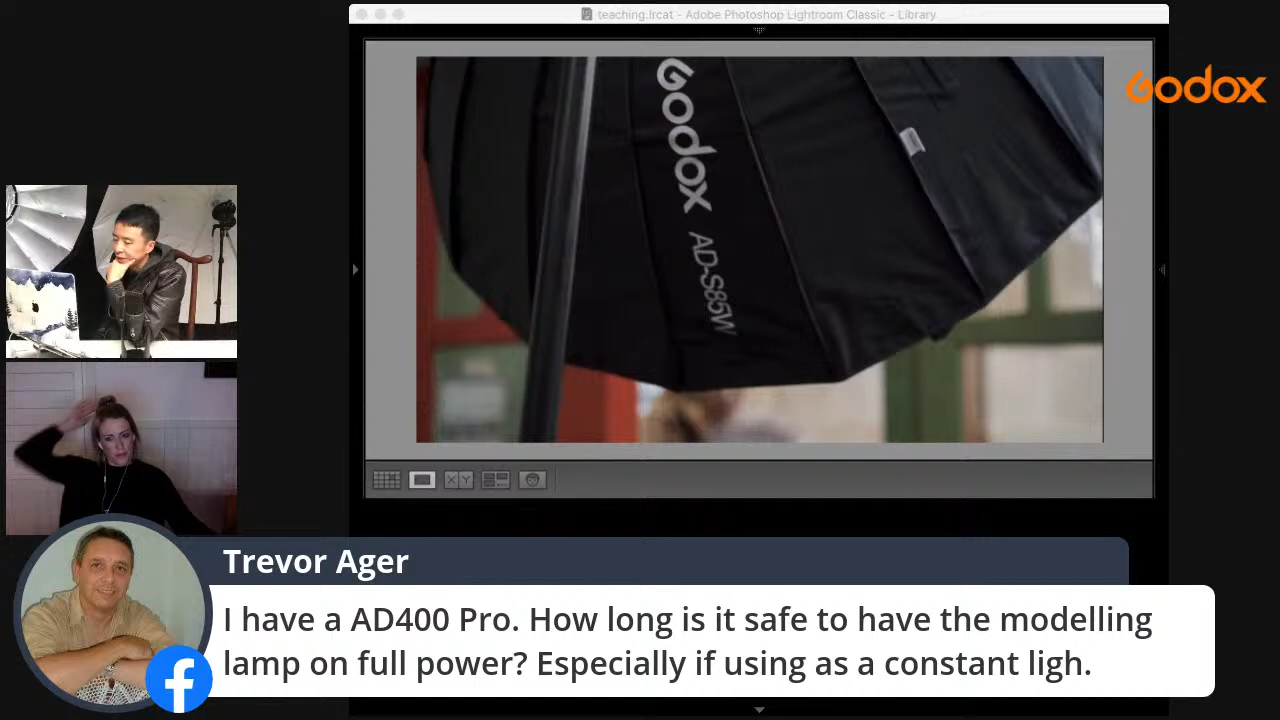 teaching.lrcat - Adobe Photoshop Lightroom Classic - Library
Godox
Godox AD-S85W
X Y
Trevor Ager
I have a AD400 Pro. How long is it safe to have the modelling
lamp on full power? Especially if using as a constant ligh.